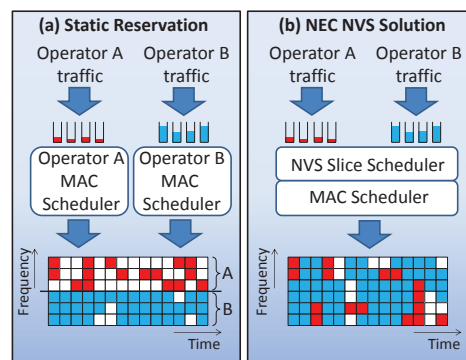 (a) Static Reservation
Operator A
traffic
Operator B
traffic
Operator A
MAC
Scheduler
Operator B
MAC
Scheduler
Frequency
A
B
Time
(b) NEC NVS Solution
Operator A
traffic
Operator B
traffic
NVS Slice Scheduler
MAC Scheduler
Frequency
Time